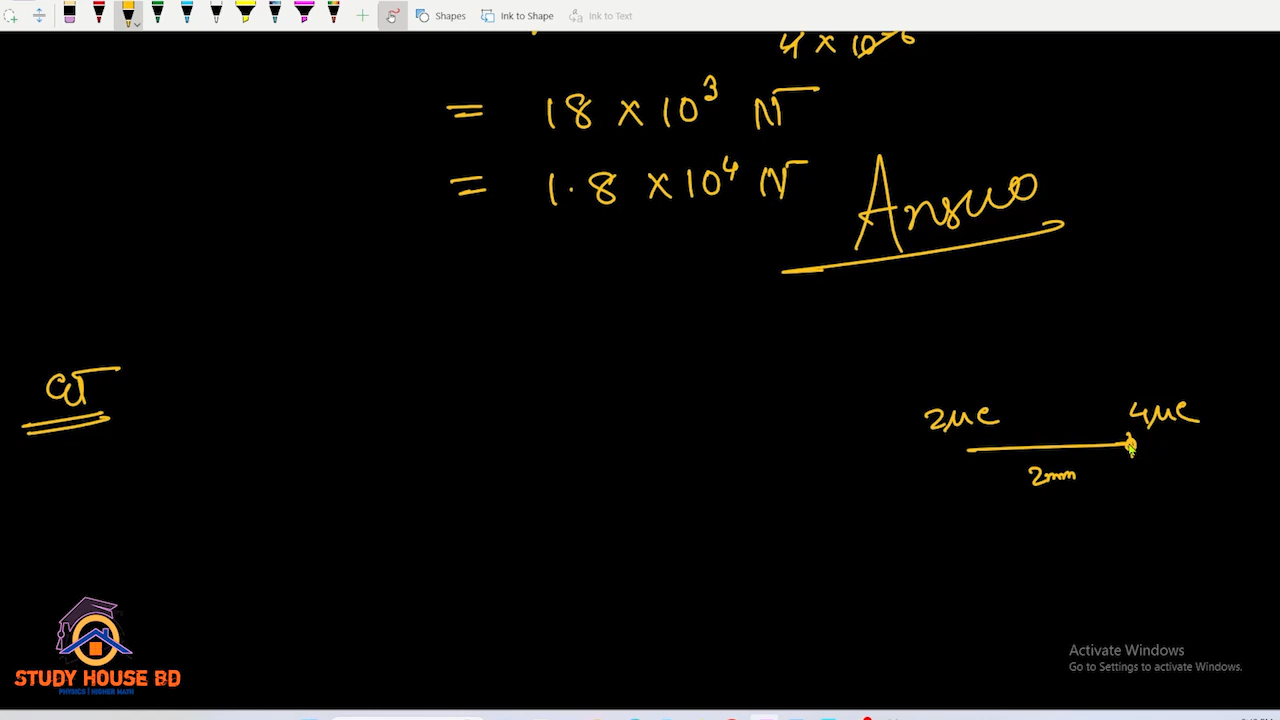 Shapes Ink to Shape Ink to Text
4 × 10⁻⁶
= 18 × 10³ N
= 1.8 × 10⁴ N Answer
2μC 4μC
2mm
STUDY HOUSE BD
PHYSICS | HIGHER MATH
Activate Windows
Go to Settings to activate Windows.